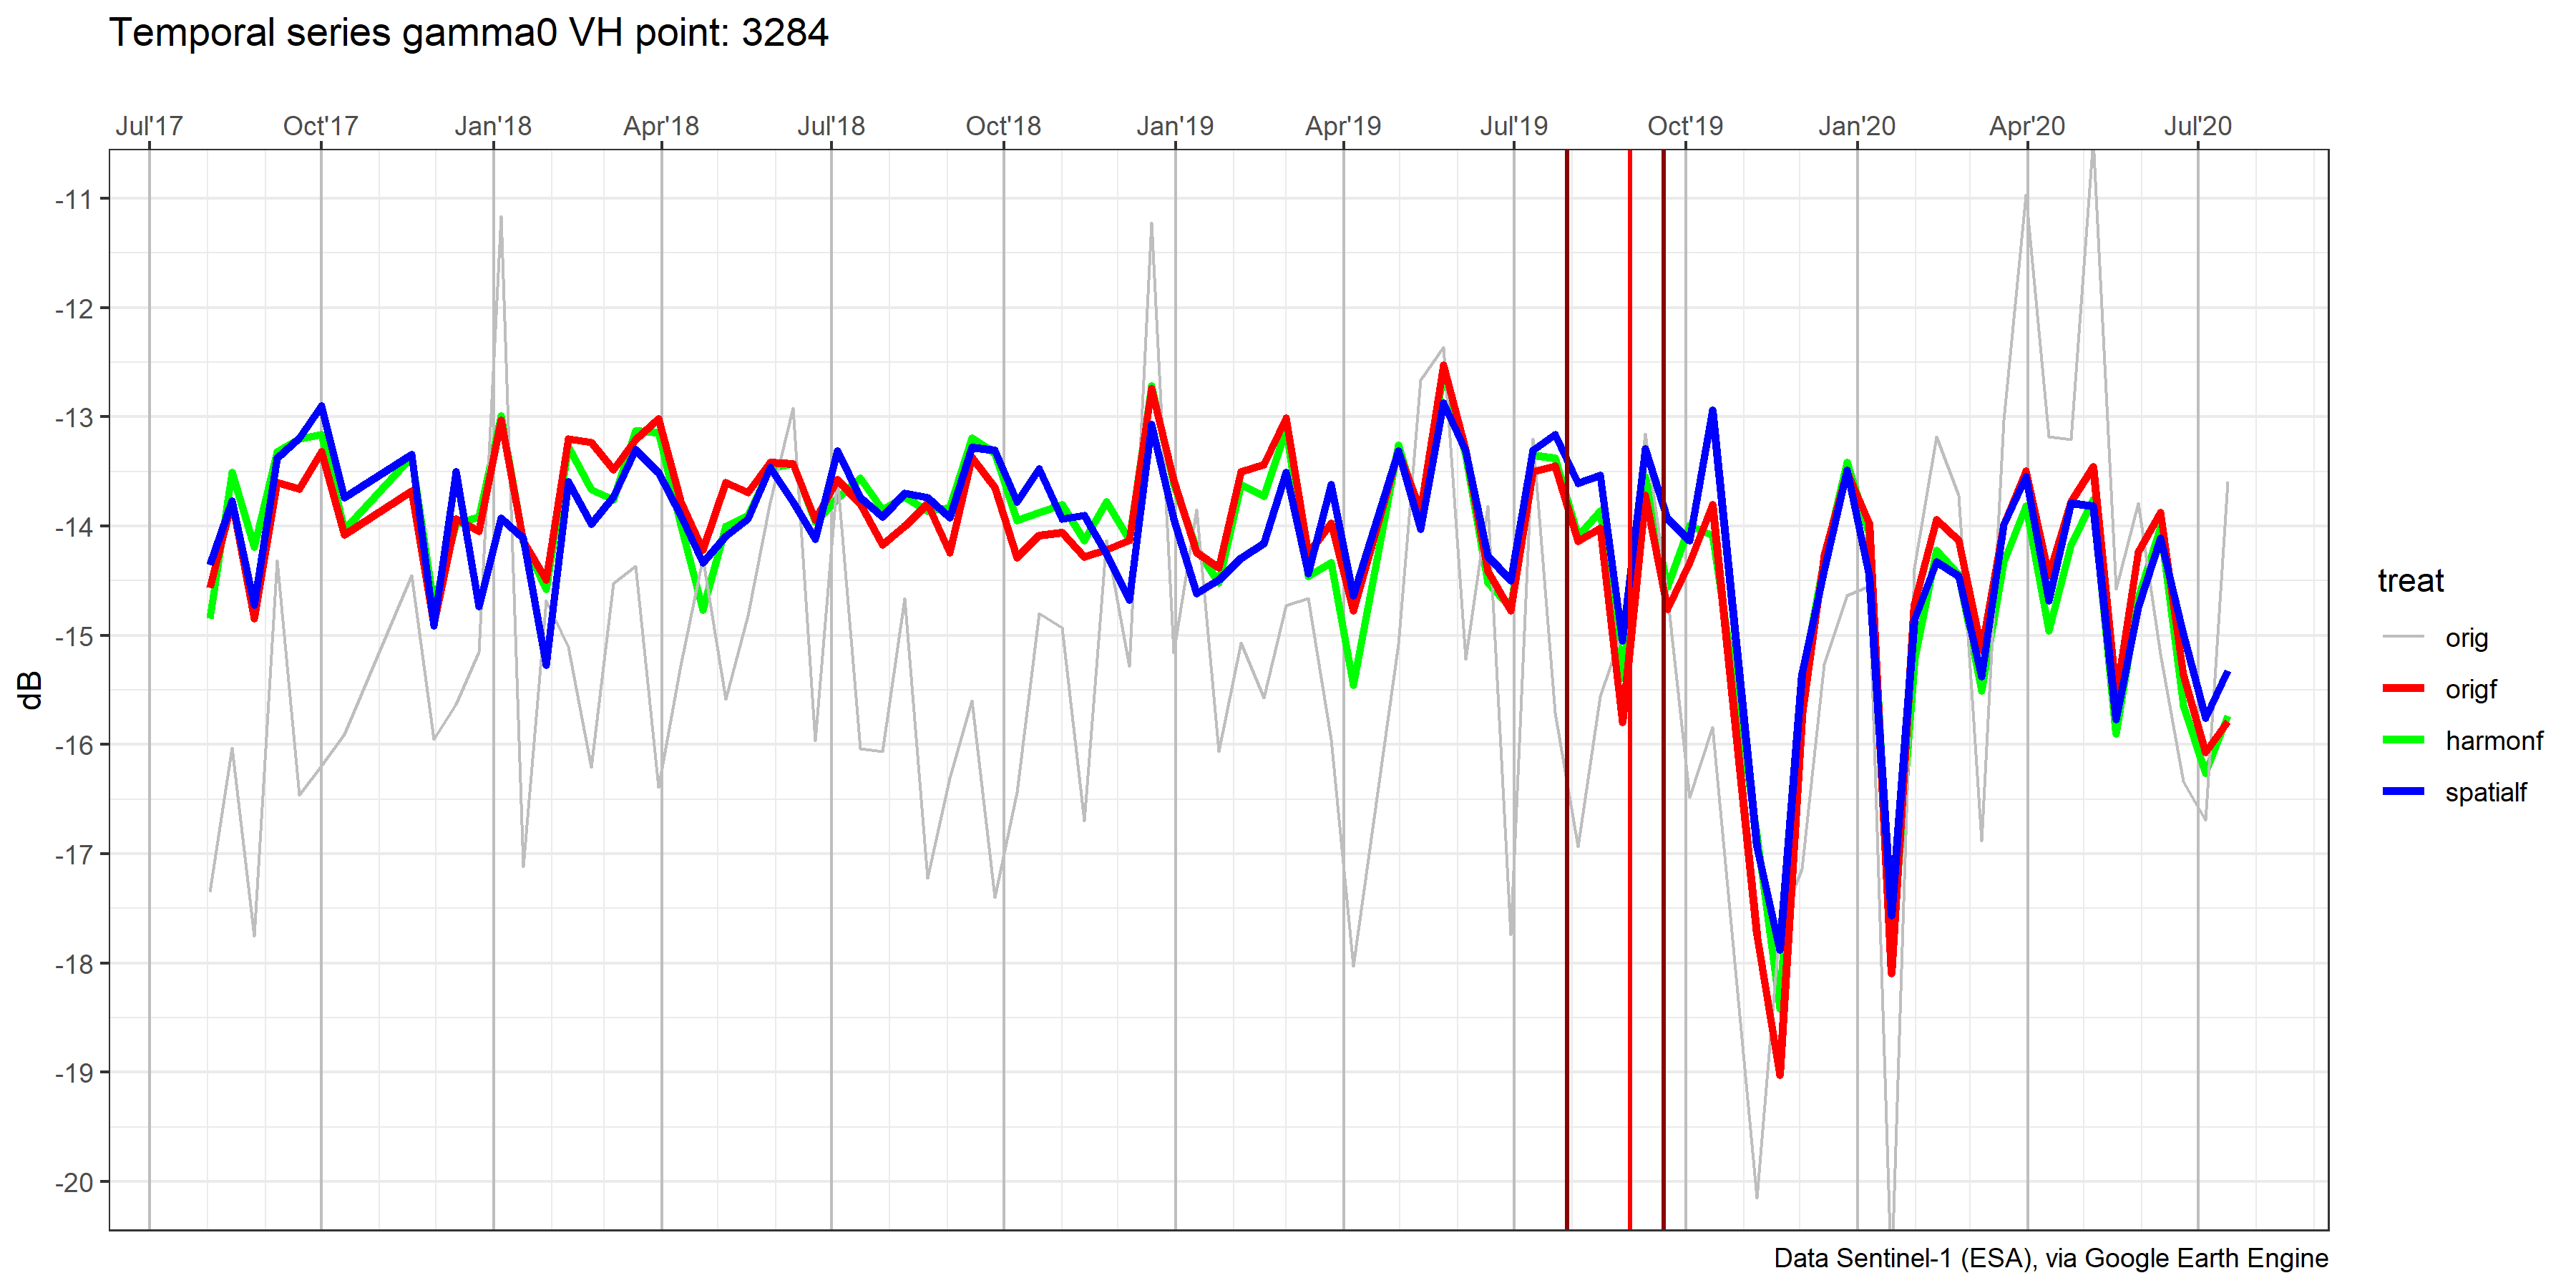 Temporal series gamma0 VH point: 3284
Jul'17 Oct'17 Jan'18 Apr'18 Jul'18 Oct'18 Jan'19 Apr'19 Jul'19 Oct'19 Jan'20 Apr'20 Jul'20
-11
-12
-13
-14
-15
-16
-17
-18
-19
-20
dB
treat
orig
origf
harmonf
spatialf
Data Sentinel-1 (ESA), via Google Earth Engine